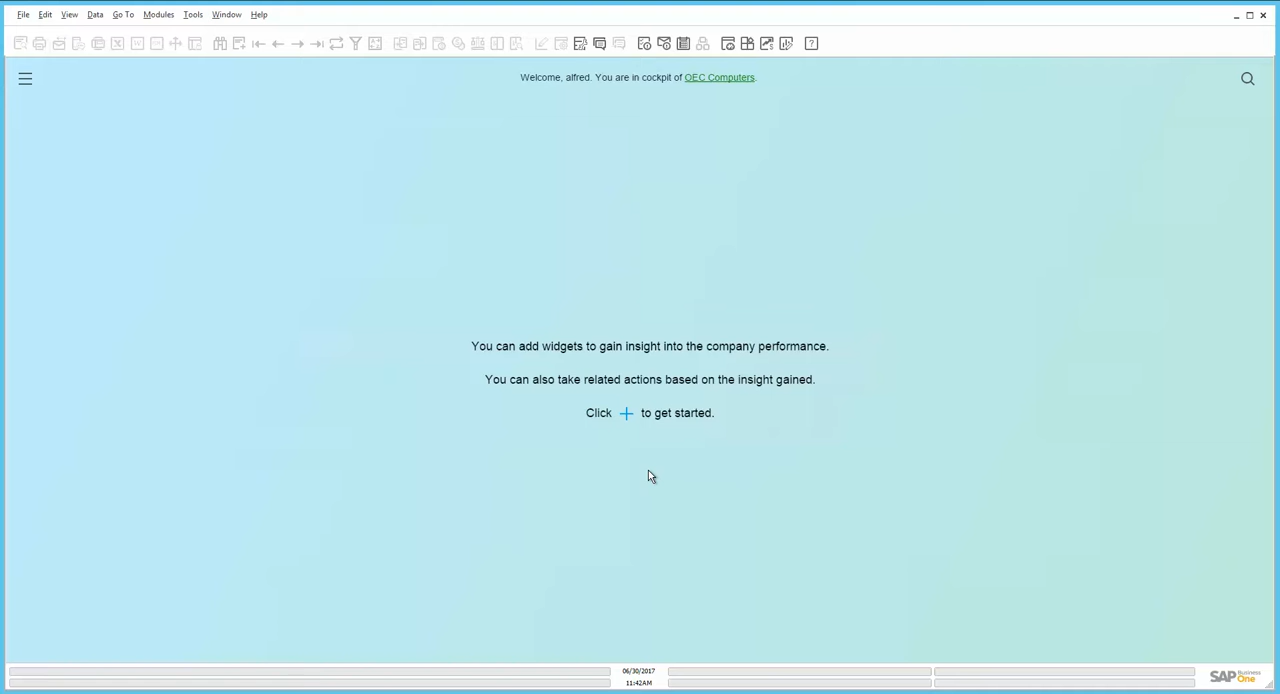 File Edit View Data Go To Modules Tools Window Help
Welcome, alfred. You are in cockpit of OEC Computers.
You can add widgets to gain insight into the company performance.
You can also take related actions based on the insight gained.
Click + to get started.
06/30/2017
11:42AM
SAP Business One